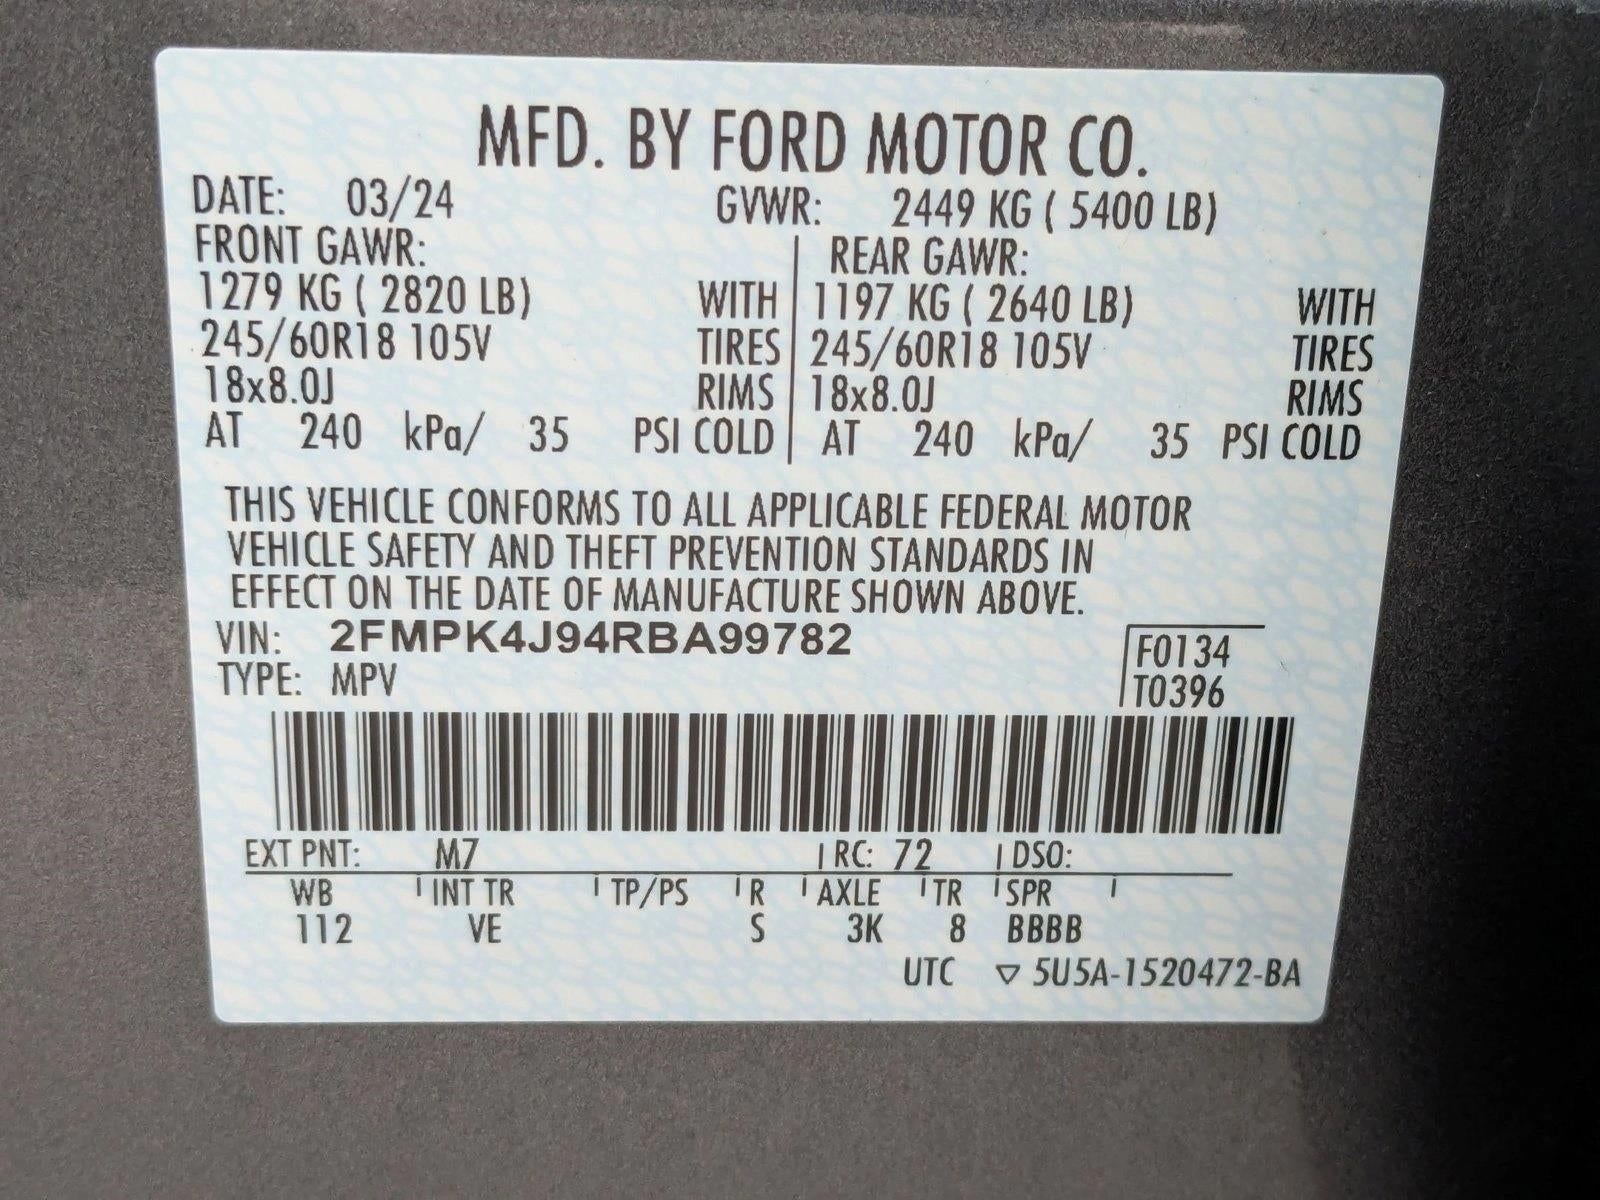 MFD. BY FORD MOTOR CO.
DATE: 03/24 GVWR: 2449 KG ( 5400 LB)
FRONT GAWR: REAR GAWR:
1279 KG ( 2820 LB) WITH 1197 KG ( 2640 LB) WITH
245/60R18 105V TIRES 245/60R18 105V TIRES
18x8.0J RIMS 18x8.0J RIMS
AT 240 kPa/ 35 PSI COLD AT 240 kPa/ 35 PSI COLD
THIS VEHICLE CONFORMS TO ALL APPLICABLE FEDERAL MOTOR
VEHICLE SAFETY AND THEFT PREVENTION STANDARDS IN
EFFECT ON THE DATE OF MANUFACTURE SHOWN ABOVE.
VIN: 2FMPK4J94RBA99782 F0134
TYPE: MPV T0396
EXT PNT: M7 RC: 72 DSO:
WB INT TR TP/PS R AXLE TR SPR
112 VE S 3K 8 BBBB
UTC ▽ 5U5A-1520472-BA